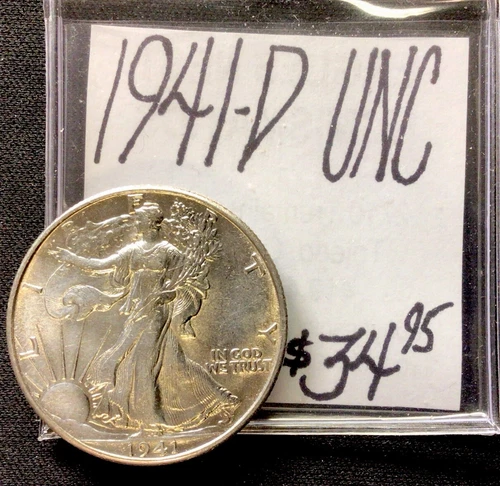 1941-D UNC
$34.95
LIBERTY
IN GOD
WE TRUST
1941